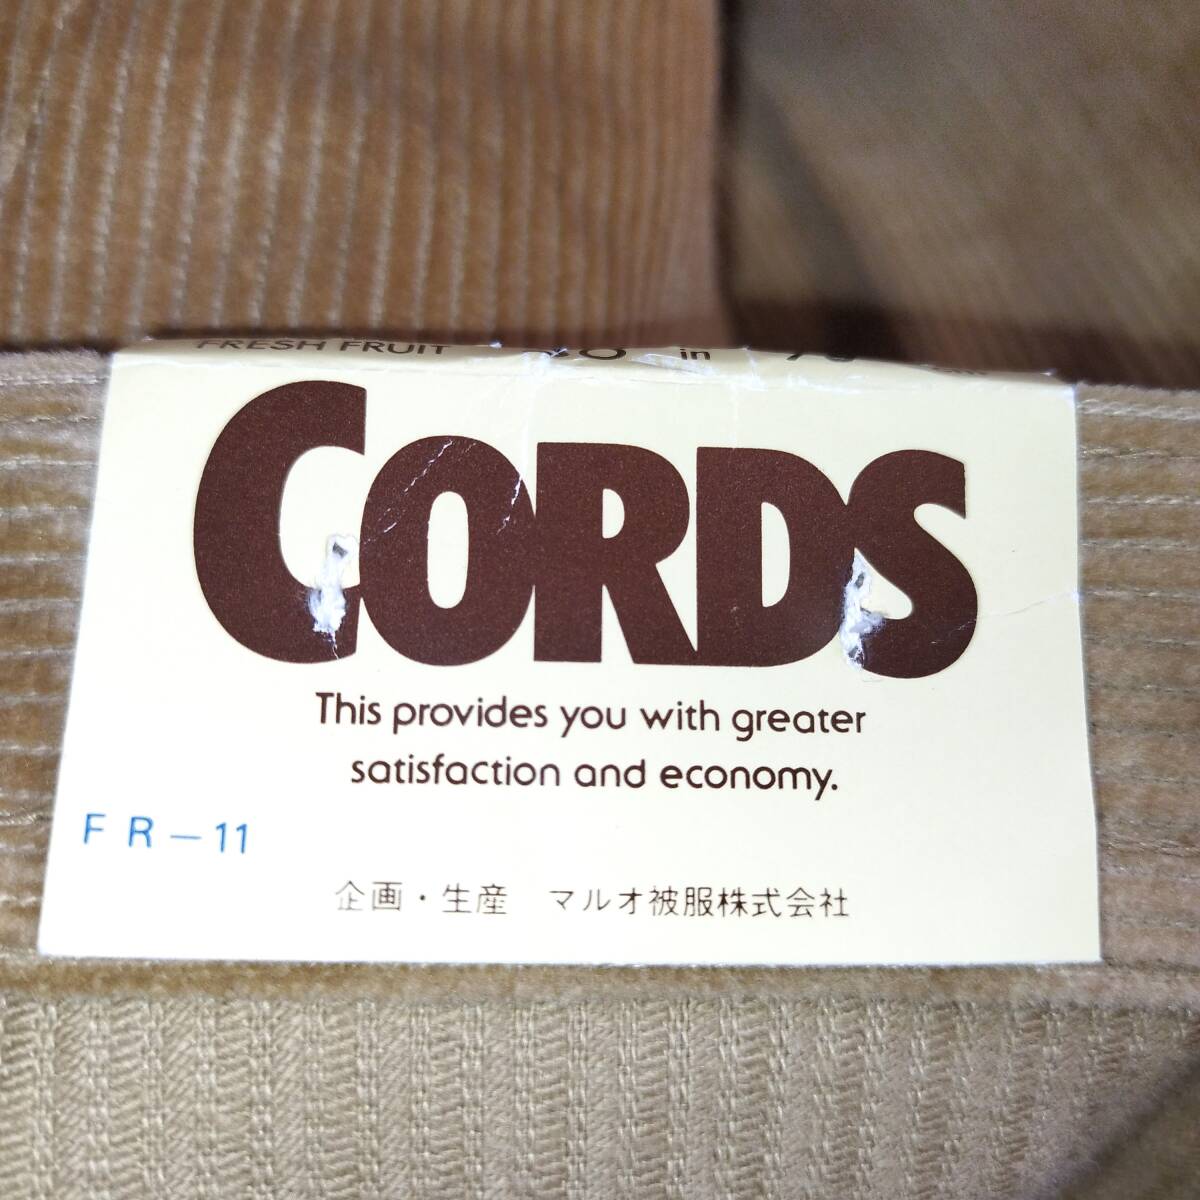 FRESH FRUIT in
CORDS
This provides you with greater
satisfaction and economy.
FR-11
企画・生産 マルオ被服株式会社